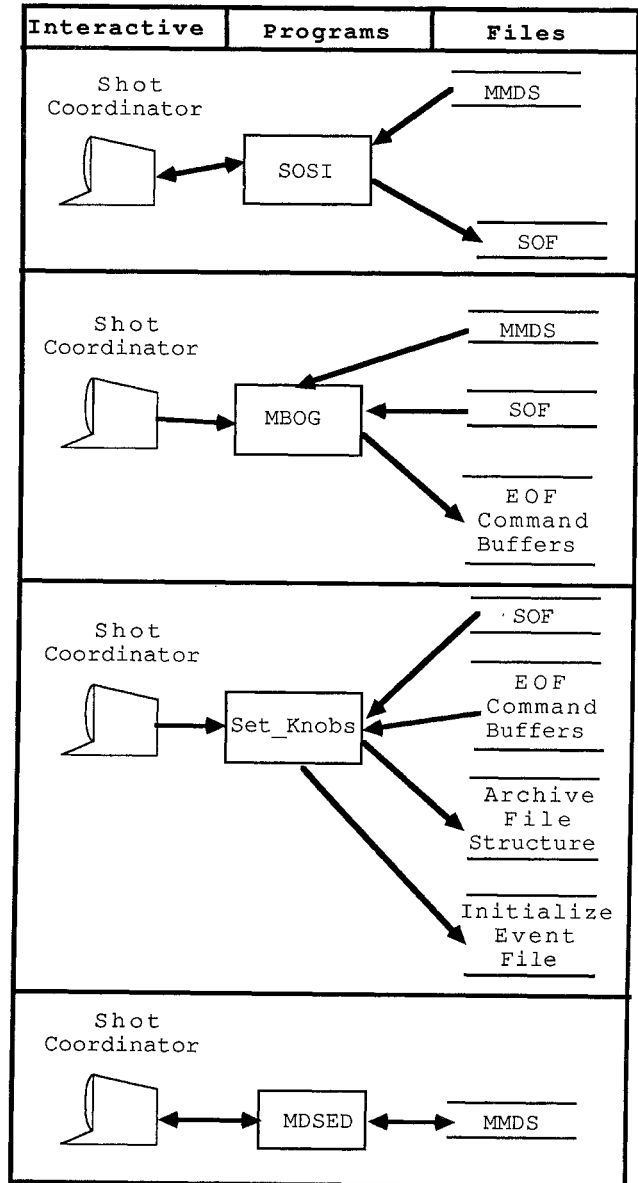 Interactive Programs Files
Shot
Coordinator
SOSI
MMDS
SOF
Shot
Coordinator
MBOG
MMDS
SOF
EOF
Command
Buffers
Shot
Coordinator
Set_Knobs
SOF
EOF
Command
Buffers
Archive
File
Structure
Initialize
Event
File
Shot
Coordinator
MDSED
MMDS